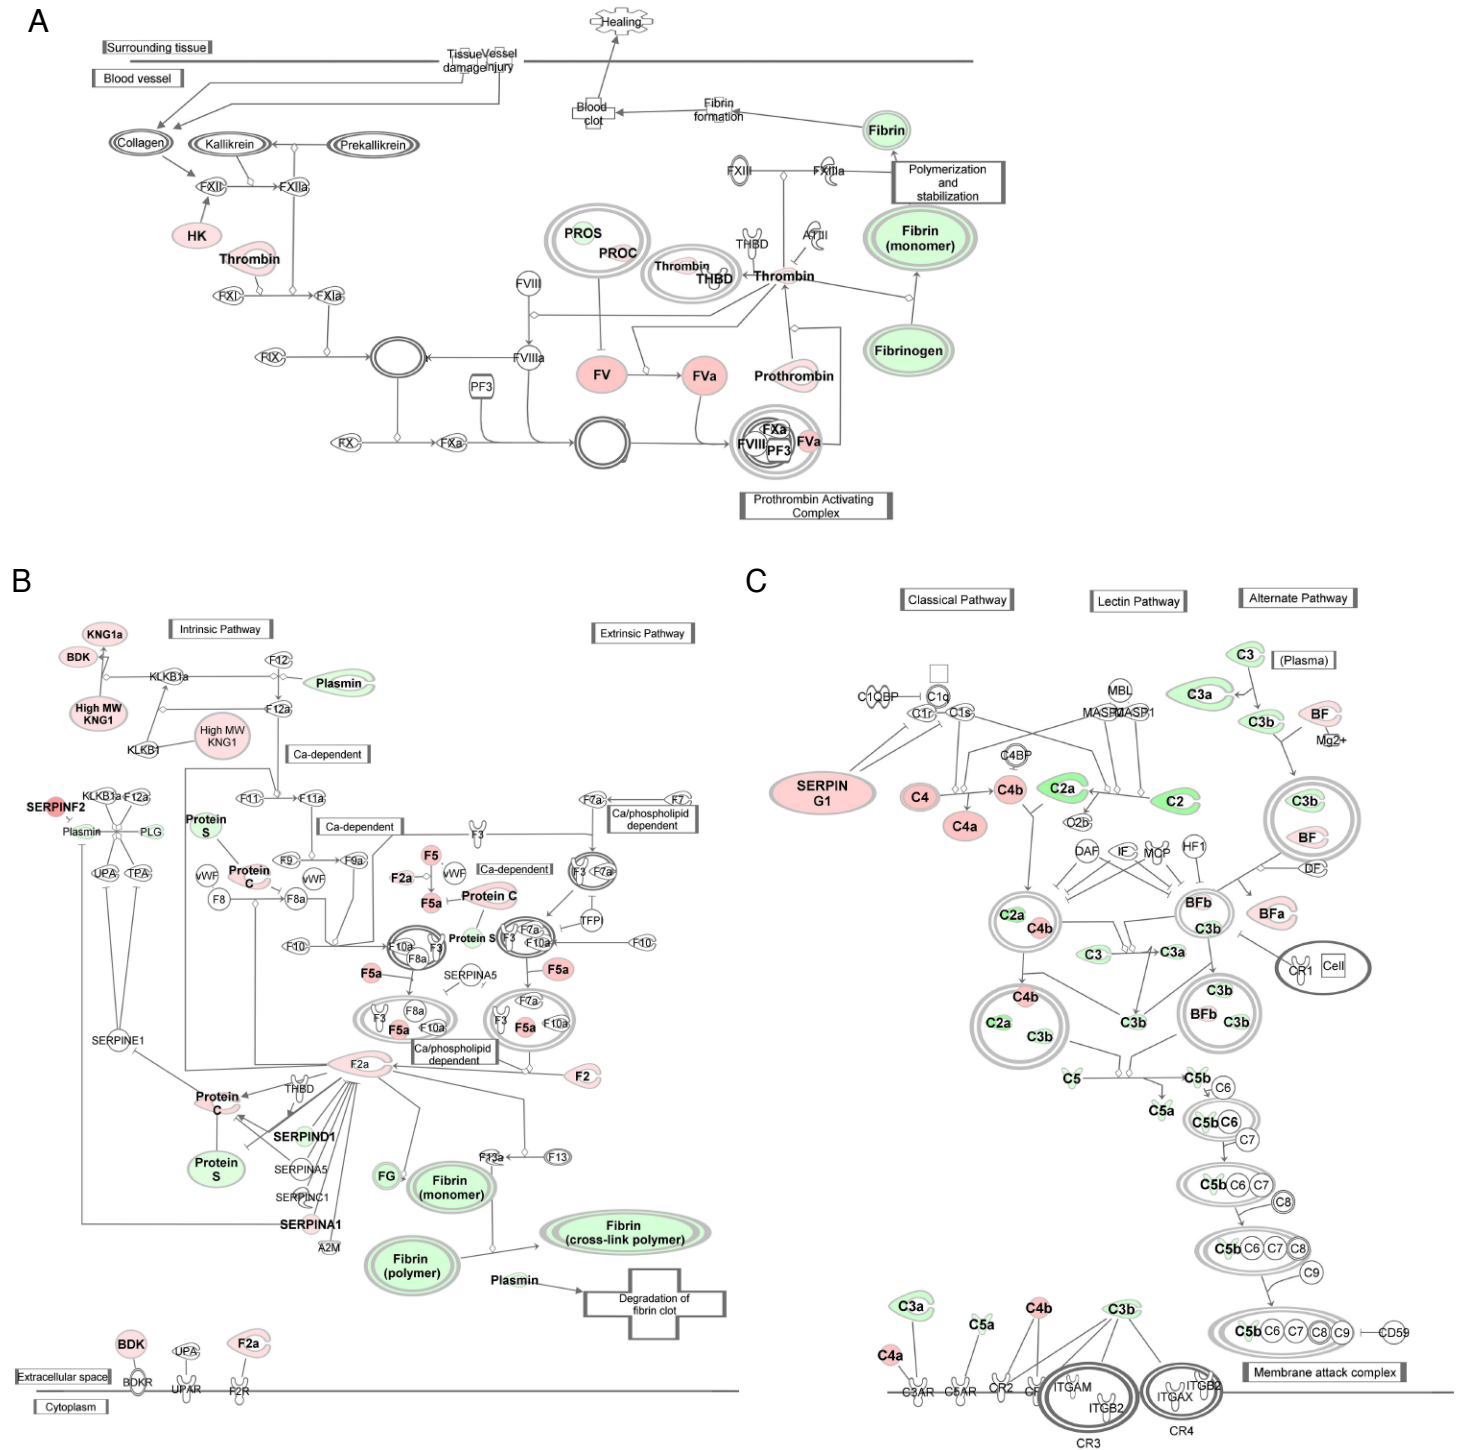 A
Healing
Surrounding tissue
Tissue damage
Vessel injury
Blood vessel
Blood clot
Fibrin formation
Fibrin
Collagen
Kallikrein
Prekallikrein
FXII
FXIIa
FXIII
FXIIIa
Polymerization
and
stabilization
HK
Thrombin
PROS
PROC
THBD
ATIII
Fibrin
(monomer)
Thrombin
THBD
Thrombin
FXI
FXIa
FVIII
FIX
FVIIIa
Fibrinogen
PF3
FV
FVa
Prothrombin
FX
FXa
FXa
FVIII
PF3
FVa
Prothrombin Activating
Complex
B
Intrinsic Pathway
Extrinsic Pathway
KNG1a
BDK
F12
KLKB1a
Plasmin
High MW
KNG1
F12a
High MW
KNG1
KLKB1
Ca-dependent
SERPINF2
KLKB1a
F12a
F11
F11a
F7a
F7
Ca/phospholipid
dependent
Plasmin
PLG
Protein
S
Ca-dependent
F3
UPA
TPA
vWF
Protein
C
F9
F9a
vWF
F5
vWF
Ca-dependent
F2a
F5a
Protein C
F3
F7a
F8
F8a
TFPI
F10
F10a
F3
F8a
Protein S
F3
F7a
F10a
F10
F5a
SERPINA5
F5a
F3
F8a
F5a
F10a
F7a
F3
F5a
F10a
SERPINE1
Ca/phospholipid
dependent
F2a
F2
Protein
C
THBD
SERPIND1
Protein
S
SERPINA5
SERPINC1
SERPINA1
A2M
F13a
F13
FG
Fibrin
(monomer)
Fibrin
(cross-link polymer)
Fibrin
(polymer)
Plasmin
Degradation of
fibrin clot
BDK
UPA
F2a
Extracellular space
BDKR
UPAR
F2R
Cytoplasm
C
Classical Pathway
Lectin Pathway
Alternate Pathway
C3
(Plasma)
C1QBP
C1q
C1r
C1s
MBL
MASP2
MASP1
C3a
C3b
BF
Mg2+
C4BP
SERPIN
G1
C4
C4b
C2a
C2
C4a
C2b
C3b
BF
DAF
IF
MCP
HF1
DF
C2a
C4b
BFb
C3b
BFa
C3
C3a
CR1
Cell
C4b
C2a
C3b
C3b
C3b
BFb
C3b
C5
C5b
C6
C5a
C5b
C6
C7
C5b
C6
C7
C8
C5b
C6
C7
C8
C9
C3a
C5a
C4b
C3b
C5b
C6
C7
C8
C9
CD59
C4a
Membrane attack complex
C3AR
C5AR
CR2
ITGAM
ITGB2
ITGAX
ITGB2
CR3
CR4